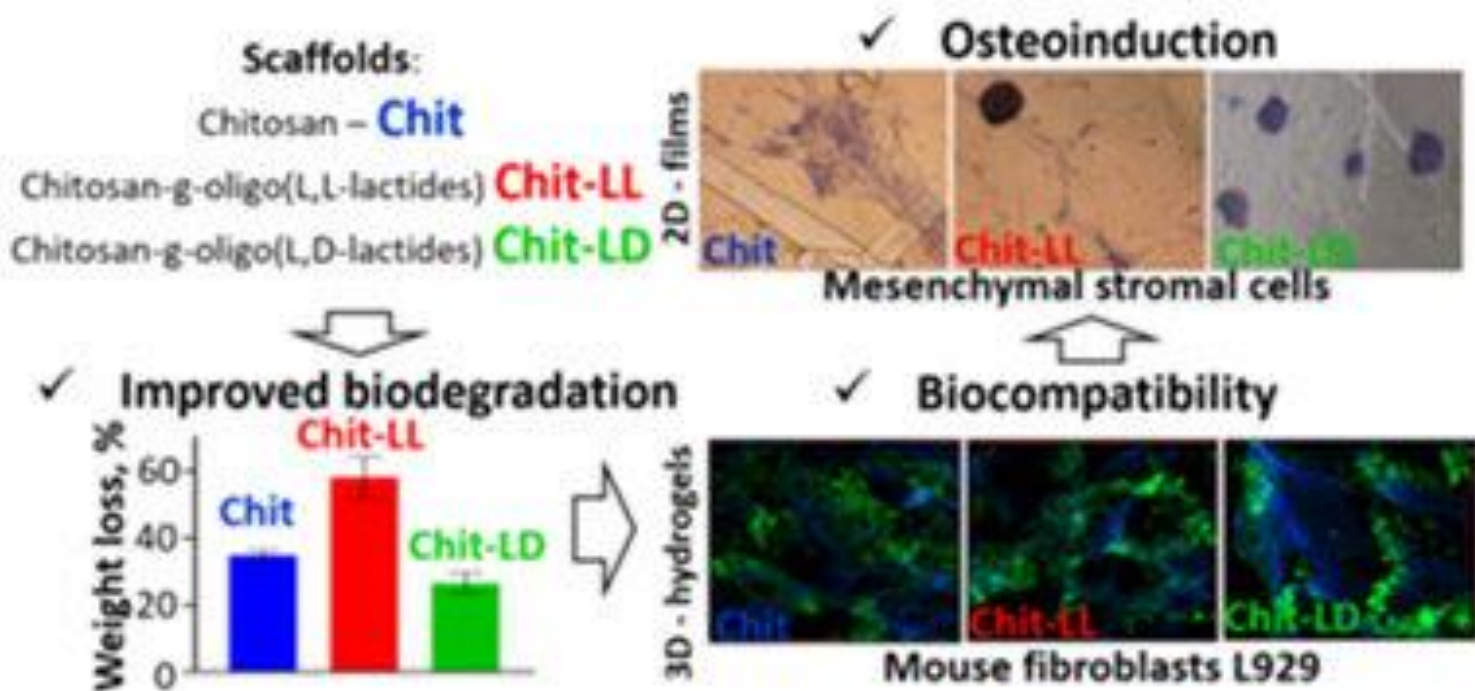 Scaffolds:
Chitosan – Chit
Chitosan-g-oligo(L,L-lactides) Chit-LL
Chitosan-g-oligo(L,D-lactides) Chit-LD
✓ Osteoinduction
2D - films
Chit
Chit-LL
Chit-LD
Mesenchymal stromal cells
✓ Improved biodegradation
Weight loss, %
60
40
20
0
Chit
Chit-LL
Chit-LD
✓ Biocompatibility
3D - hydrogels
Chit
Chit-LL
Chit-LD
Mouse fibroblasts L929